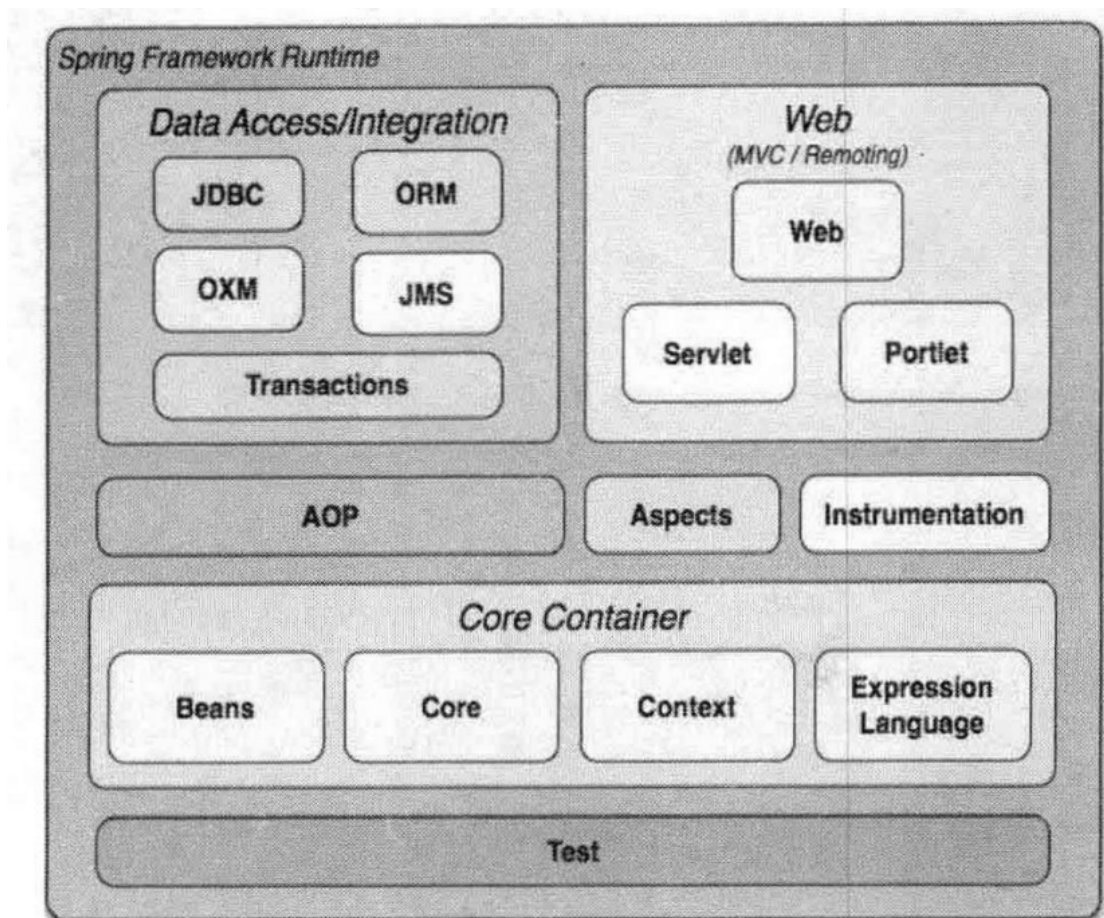 Spring Framework Runtime
Data Access/Integration
JDBC
ORM
OXM
JMS
Transactions
Web
(MVC / Remoting)
Web
Servlet
Portlet
AOP
Aspects
Instrumentation
Core Container
Beans
Core
Context
Expression
Language
Test